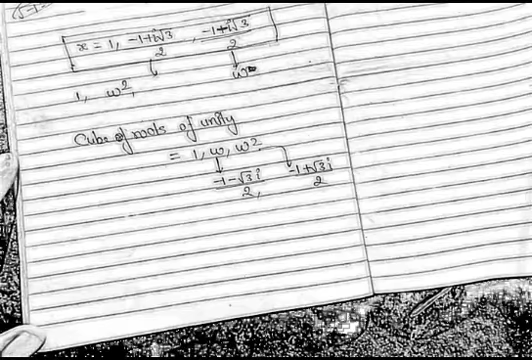 x = 1, -1+i√3/2, -1+i√3/2
1, ω², ω
Cube of roots of unity
= 1, ω, ω²
-1-√3i/2, -1+√3i/2